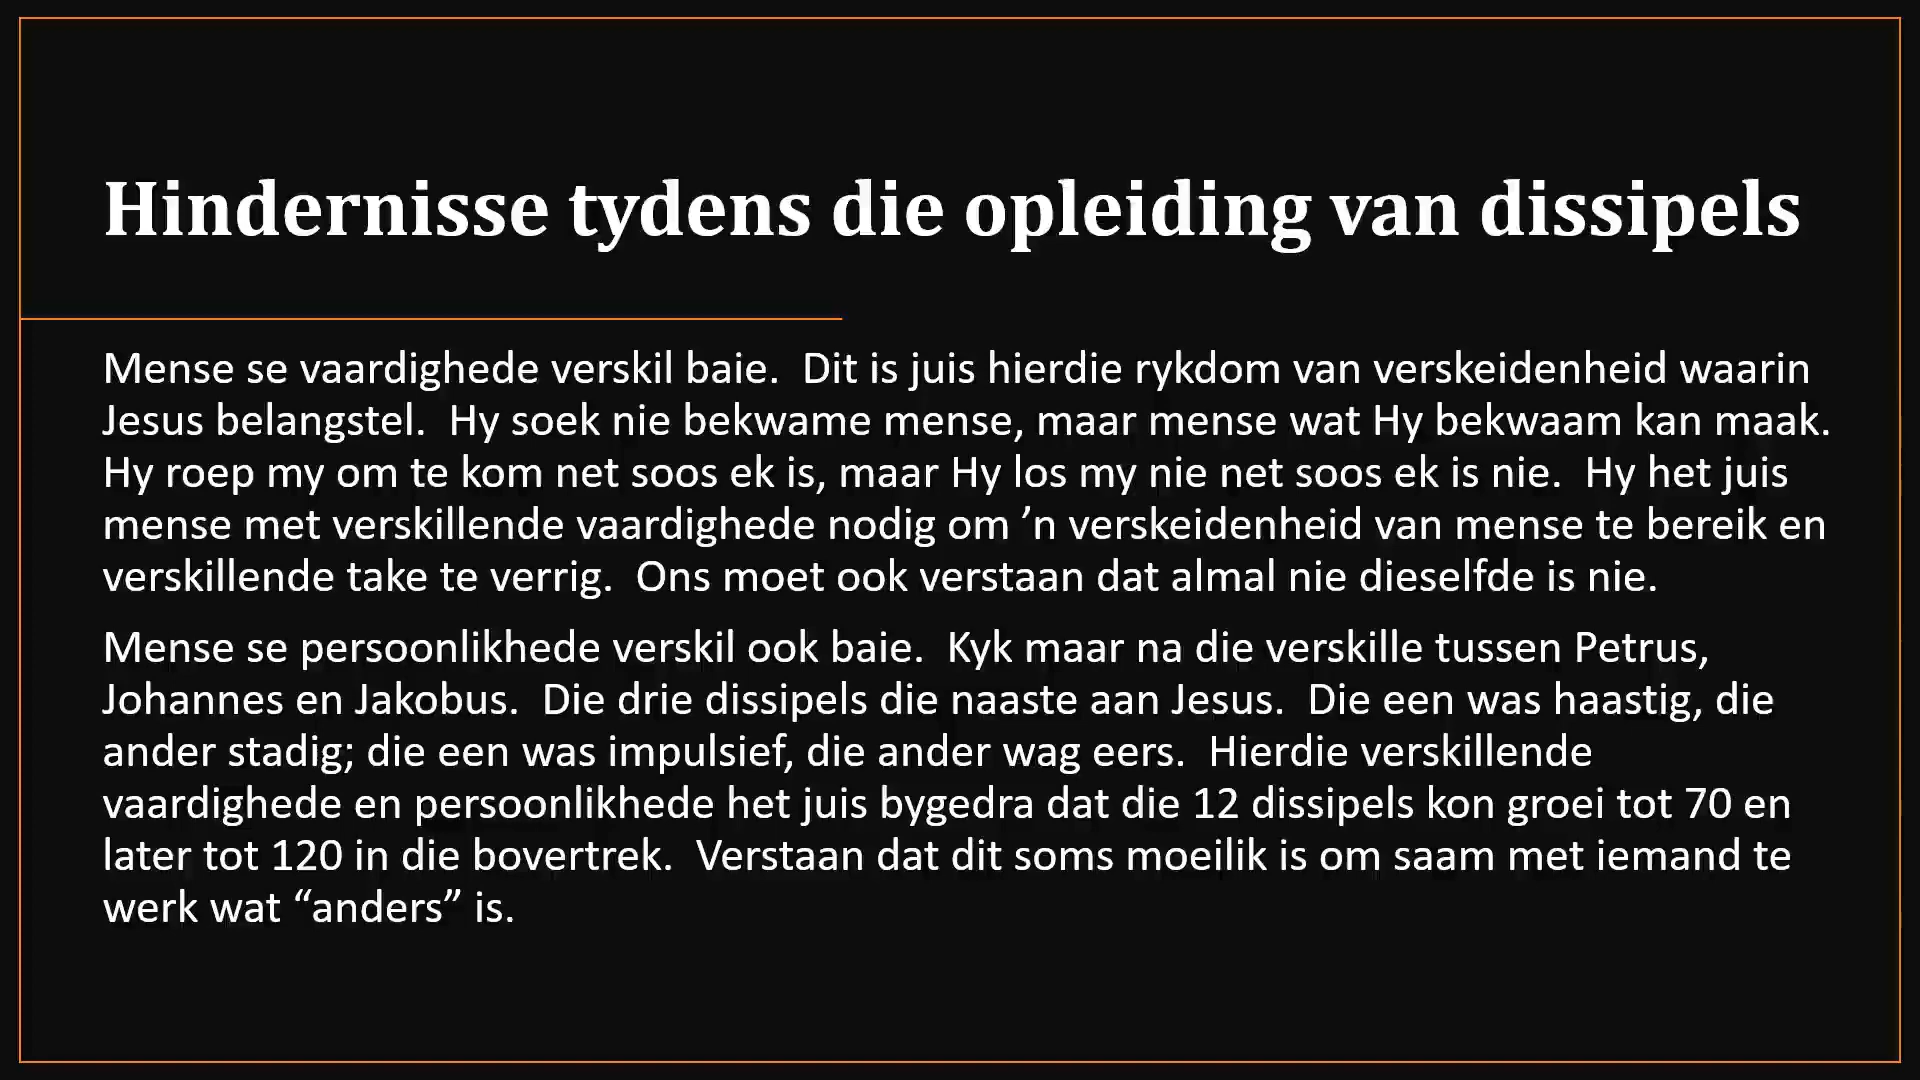 Hindernisse tydens die opleiding van dissipels
Mense se vaardighede verskil baie.  Dit is juis hierdie rykdom van verskeidenheid waarin
Jesus belangstel.  Hy soek nie bekwame mense, maar mense wat Hy bekwaam kan maak.
Hy roep my om te kom net soos ek is, maar Hy los my nie net soos ek is nie.  Hy het juis
mense met verskillende vaardighede nodig om ’n verskeidenheid van mense te bereik en
verskillende take te verrig.  Ons moet ook verstaan dat almal nie dieselfde is nie.
Mense se persoonlikhede verskil ook baie.  Kyk maar na die verskille tussen Petrus,
Johannes en Jakobus.  Die drie dissipels die naaste aan Jesus.  Die een was haastig, die
ander stadig; die een was impulsief, die ander wag eers.  Hierdie verskillende
vaardighede en persoonlikhede het juis bygedra dat die 12 dissipels kon groei tot 70 en
later tot 120 in die bovertrek.  Verstaan dat dit soms moeilik is om saam met iemand te
werk wat “anders” is.